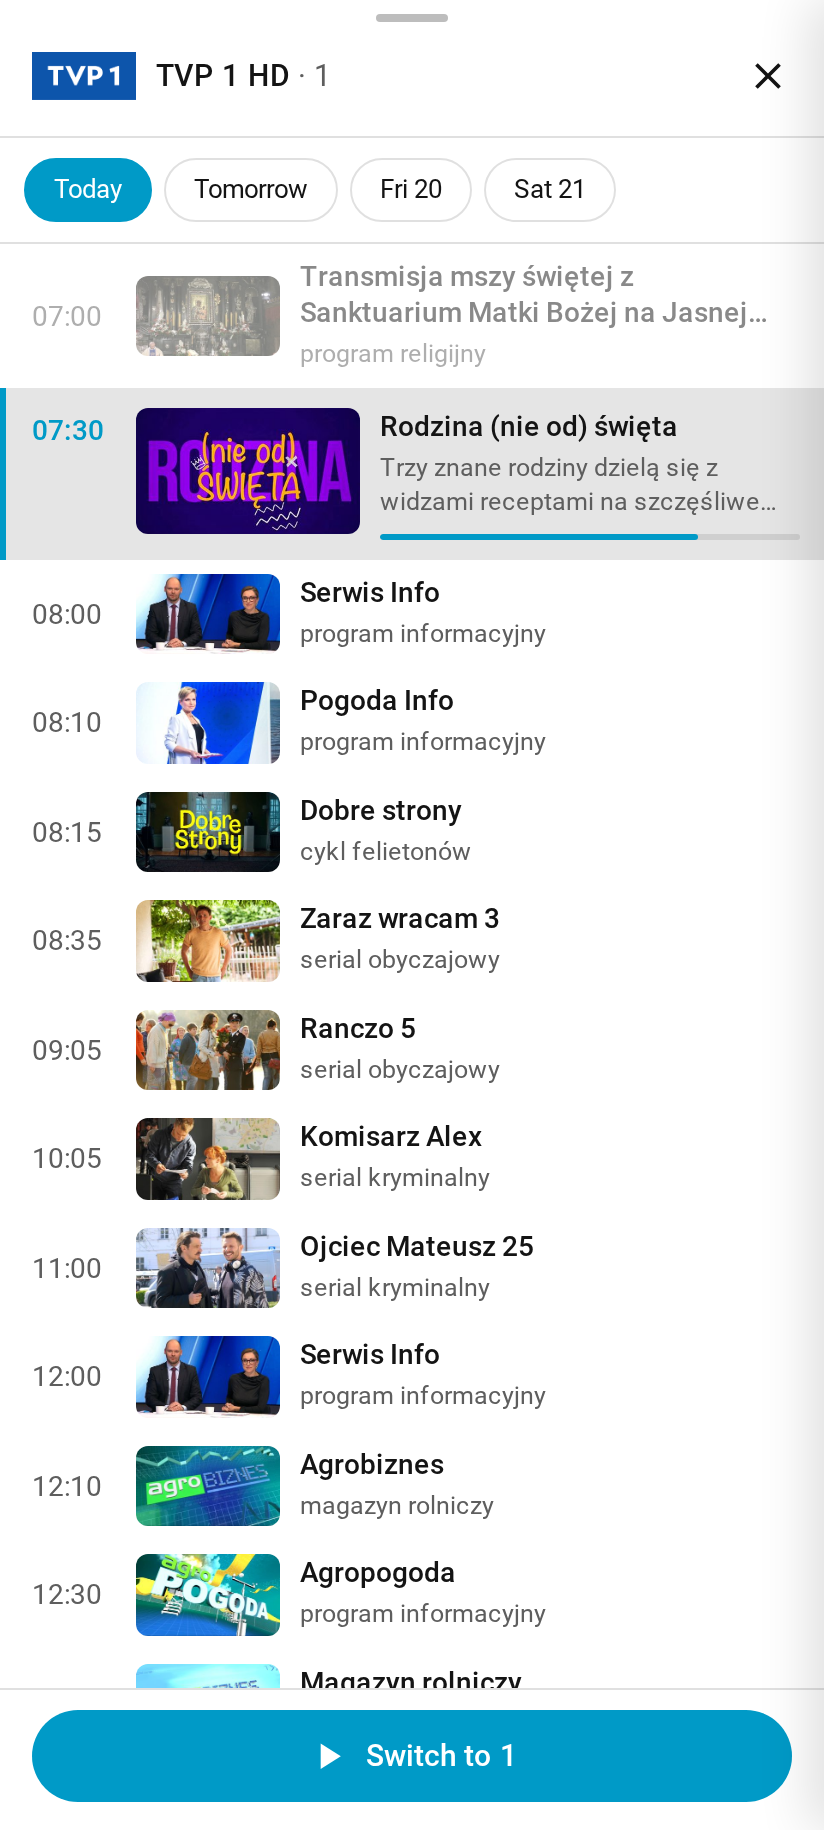 TVP 1
TVP 1 HD · 1
Today
Tomorrow
Fri 20
Sat 21
07:00
Transmisja mszy świętej z
Sanktuarium Matki Bożej na Jasnej…
program religijny
07:30
RODZINA
(nie od)
ŚWIĘTA
Rodzina (nie od) święta
Trzy znane rodziny dzielą się z
widzami receptami na szczęśliwe…
08:00
Serwis Info
program informacyjny
08:10
Pogoda Info
program informacyjny
08:15
Dobre
Strony
Dobre strony
cykl felietonów
08:35
Zaraz wracam 3
serial obyczajowy
09:05
Ranczo 5
serial obyczajowy
10:05
Komisarz Alex
serial kryminalny
11:00
Ojciec Mateusz 25
serial kryminalny
12:00
Serwis Info
program informacyjny
12:10
agro BIZNES
Agrobiznes
magazyn rolniczy
12:30
agro
POGODA
Agropogoda
program informacyjny
Magazyn rolniczy
Switch to 1